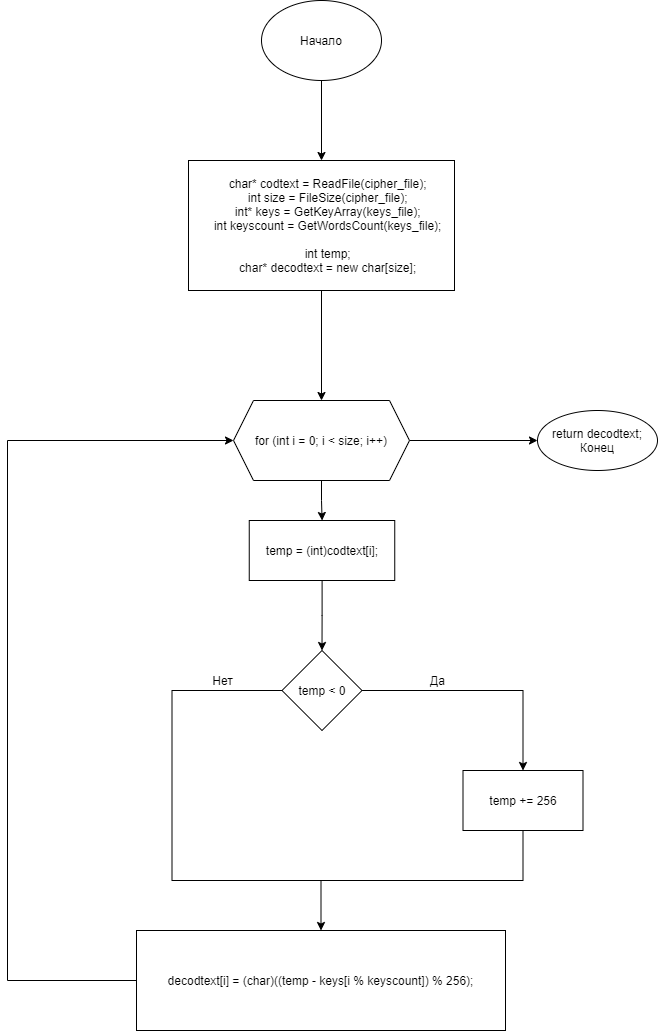 Начало
char* codtext = ReadFile(cipher_file);
int size = FileSize(cipher_file);
int* keys = GetKeyArray(keys_file);
int keyscount = GetWordsCount(keys_file);
int temp;
char* decodtext = new char[size];
for (int i = 0; i < size; i++)
return decodtext;
Конец
temp = (int)codtext[i];
Нет
temp < 0
Да
temp += 256
decodtext[i] = (char)((temp - keys[i % keyscount]) % 256);